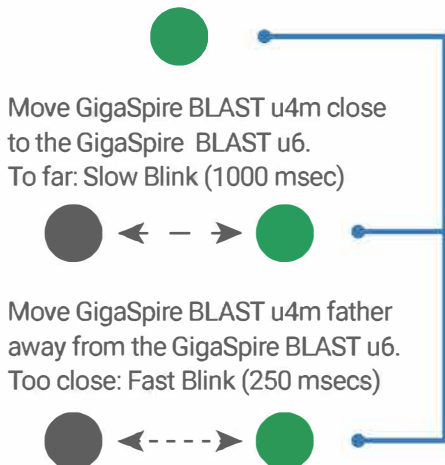 Move GigaSpire BLAST u4m close
to the GigaSpire BLAST u6.
To far: Slow Blink (1000 msec)
Move GigaSpire BLAST u4m father
away from the GigaSpire BLAST u6.
Too close: Fast Blink (250 msecs)